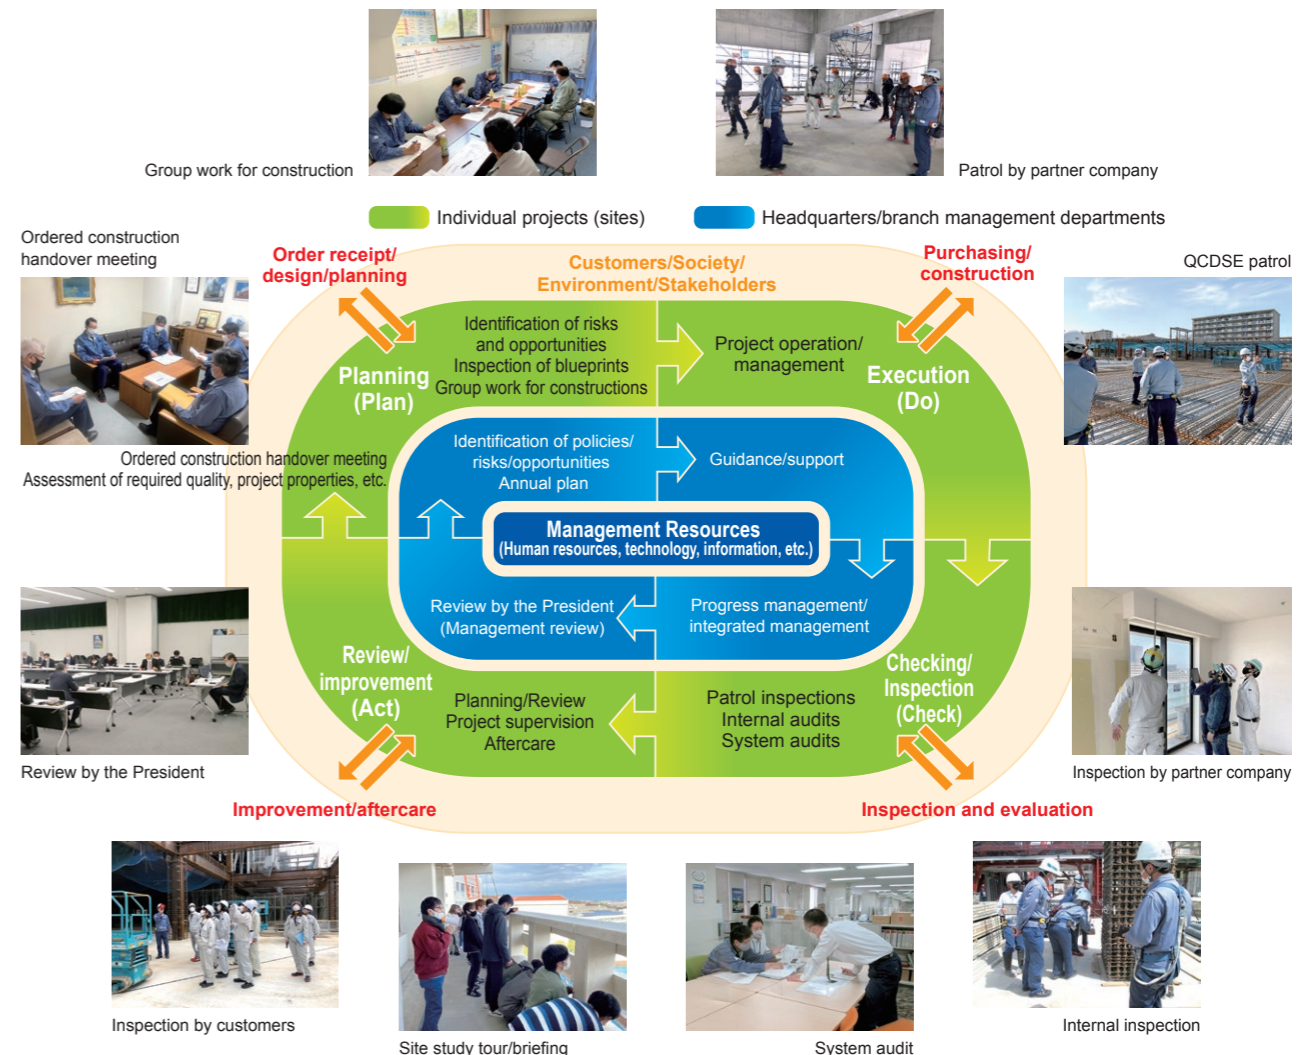 Group work for construction
Patrol by partner company
Individual projects (sites)
Headquarters/branch management departments
Ordered construction
handover meeting
Order receipt/
design/planning
Customers/Society/
Environment/Stakeholders
Purchasing/
construction
QCDSE patrol
Planning
(Plan)
Identification of risks
and opportunities
Inspection of blueprints
Group work for constructions
Project operation/
management
Execution
(Do)
Ordered construction handover meeting
Assessment of required quality, project properties, etc.
Identification of policies/
risks/opportunities
Annual plan
Guidance/support
Management Resources
(Human resources, technology, information, etc.)
Review by the President
(Management review)
Progress management/
integrated management
Review/
improvement
(Act)
Planning/Review
Project supervision
Aftercare
Patrol inspections
Internal audits
System audits
Checking/
Inspection
(Check)
Review by the President
Inspection by partner company
Improvement/aftercare
Inspection and evaluation
Inspection by customers
Site study tour/briefing
System audit
Internal inspection